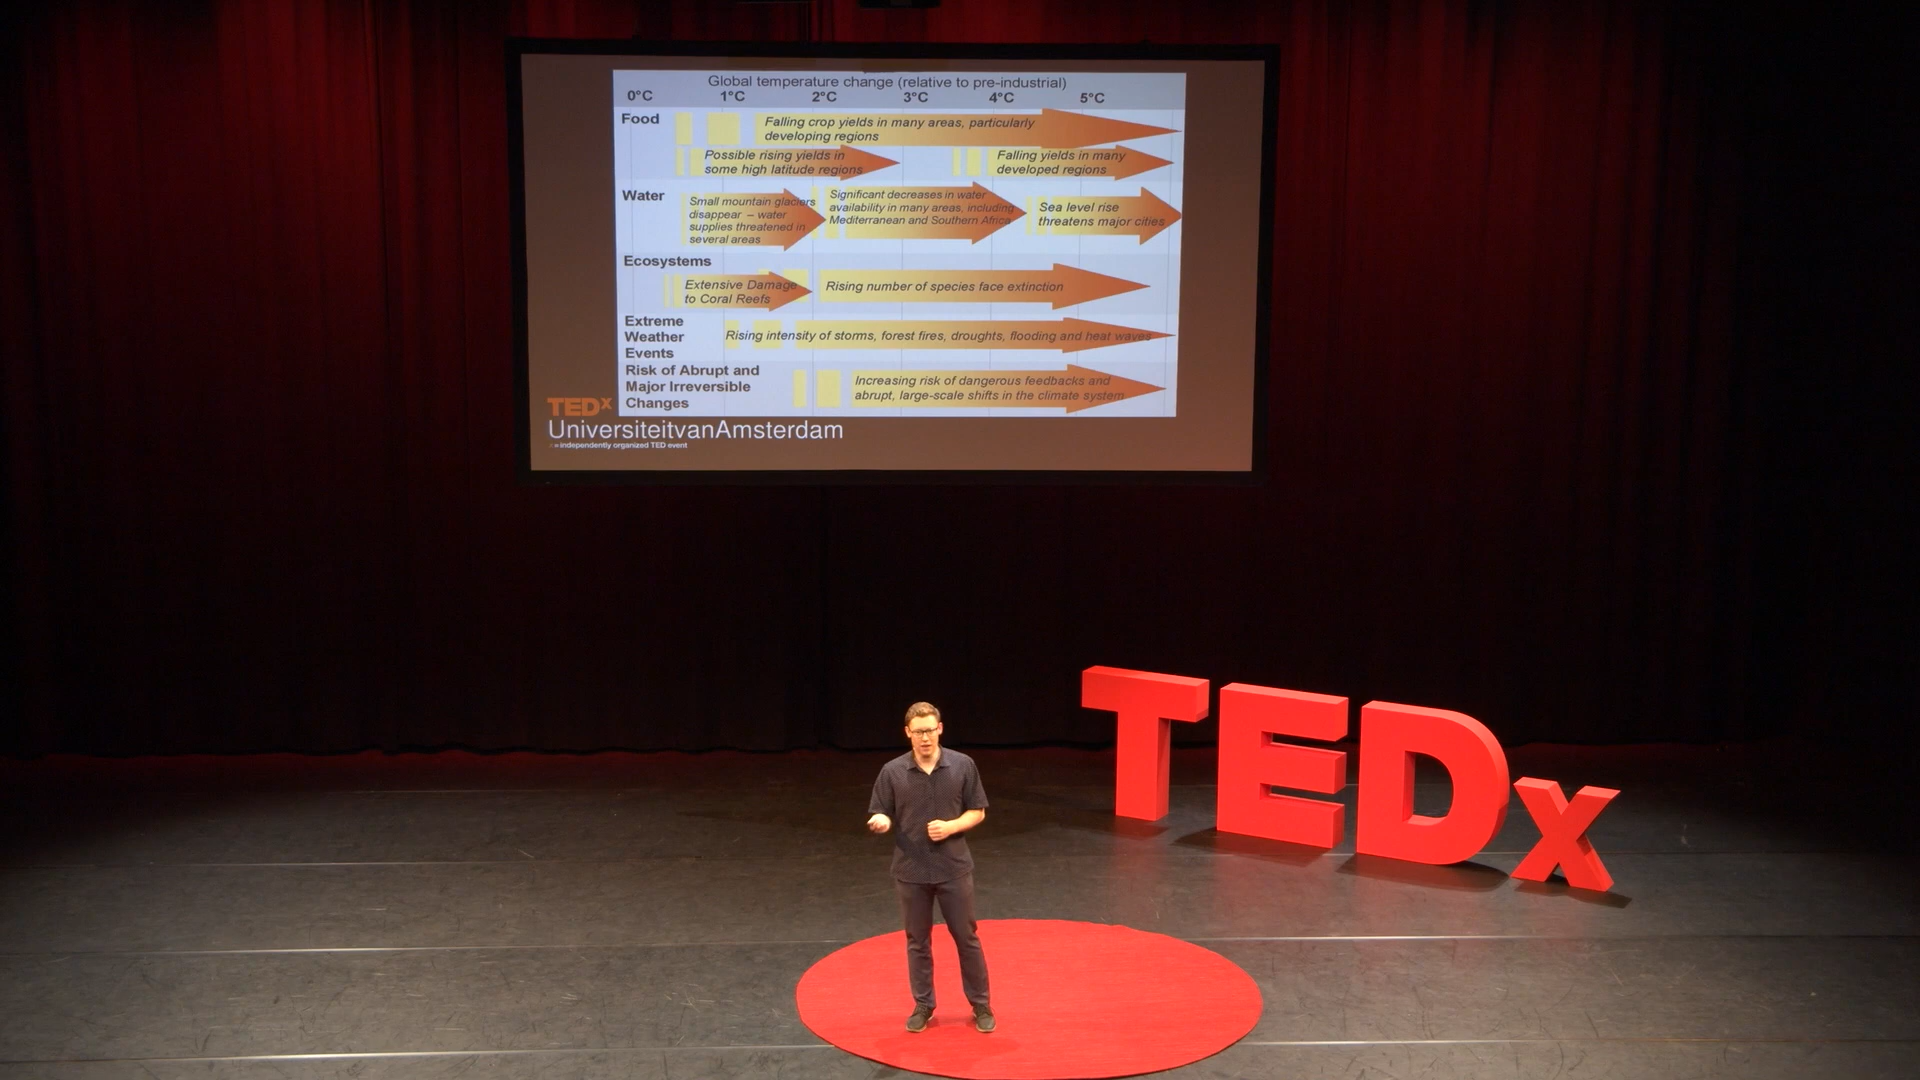 Global temperature change (relative to pre-industrial)
0°C 1°C 2°C 3°C 4°C 5°C
Food
Falling crop yields in many areas, particularly
developing regions
Possible rising yields in
some high latitude regions
Falling yields in many
developed regions
Water
Small mountain glaciers
disappear – water
supplies threatened in
several areas
Significant decreases in water
availability in many areas, including
Mediterranean and Southern Africa
Sea level rise
threatens major cities
Ecosystems
Extensive Damage
to Coral Reefs
Rising number of species face extinction
Extreme
Weather
Events
Rising intensity of storms, forest fires, droughts, flooding and heat waves
Risk of Abrupt and
Major Irreversible
Changes
Increasing risk of dangerous feedbacks and
abrupt, large-scale shifts in the climate system
TEDx
UniversiteitvanAmsterdam
x = independently organized TED event
TEDx